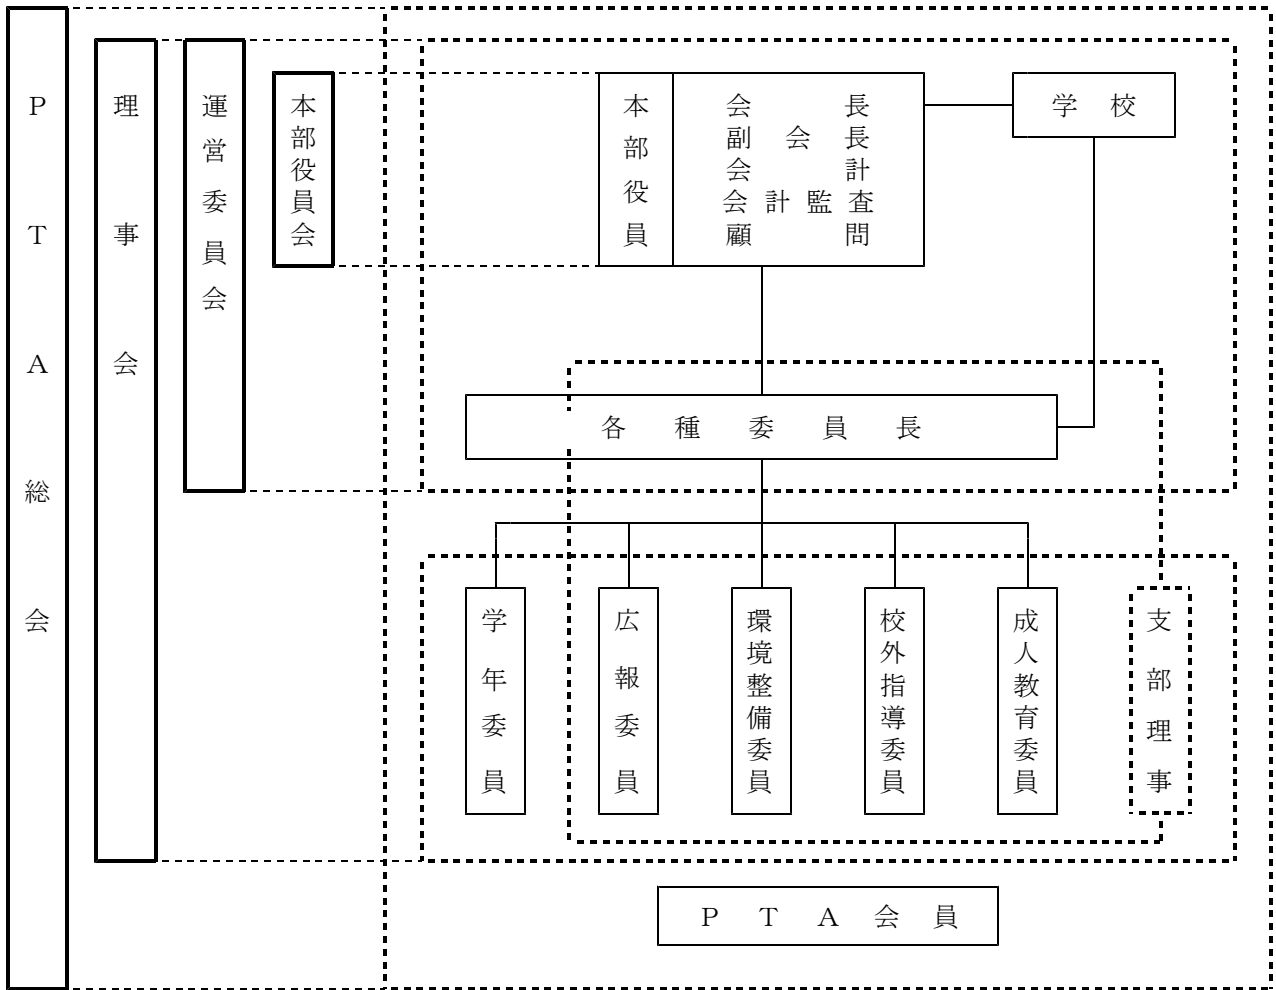 PTA総会
理事会
運営委員会
本部役員会
本部役員
会長
副会長
会計
会計監査
顧問
学校
各種委員長
学年委員
広報委員
環境整備委員
校外指導委員
成人教育委員
支部理事
PTA会員